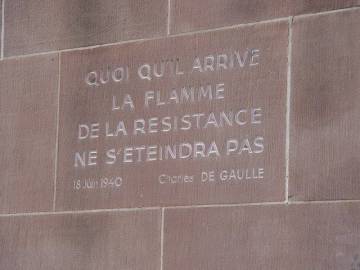 QUOI QU'IL ARRIVE
LA FLAMME
DE LA RESISTANCE
NE S'ETEINDRA PAS
18 Juin 1940 Charles DE GAULLE